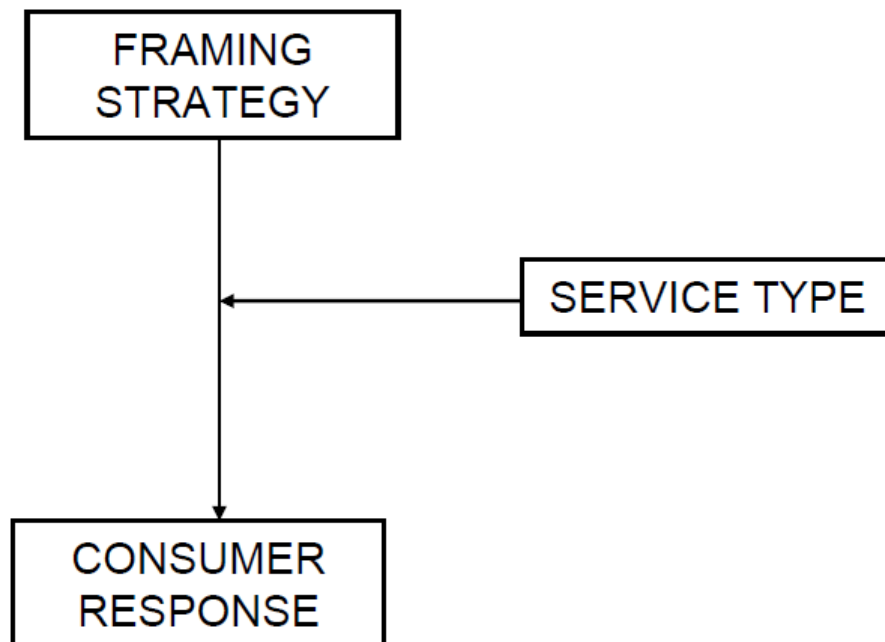 FRAMING
STRATEGY
SERVICE TYPE
CONSUMER
RESPONSE